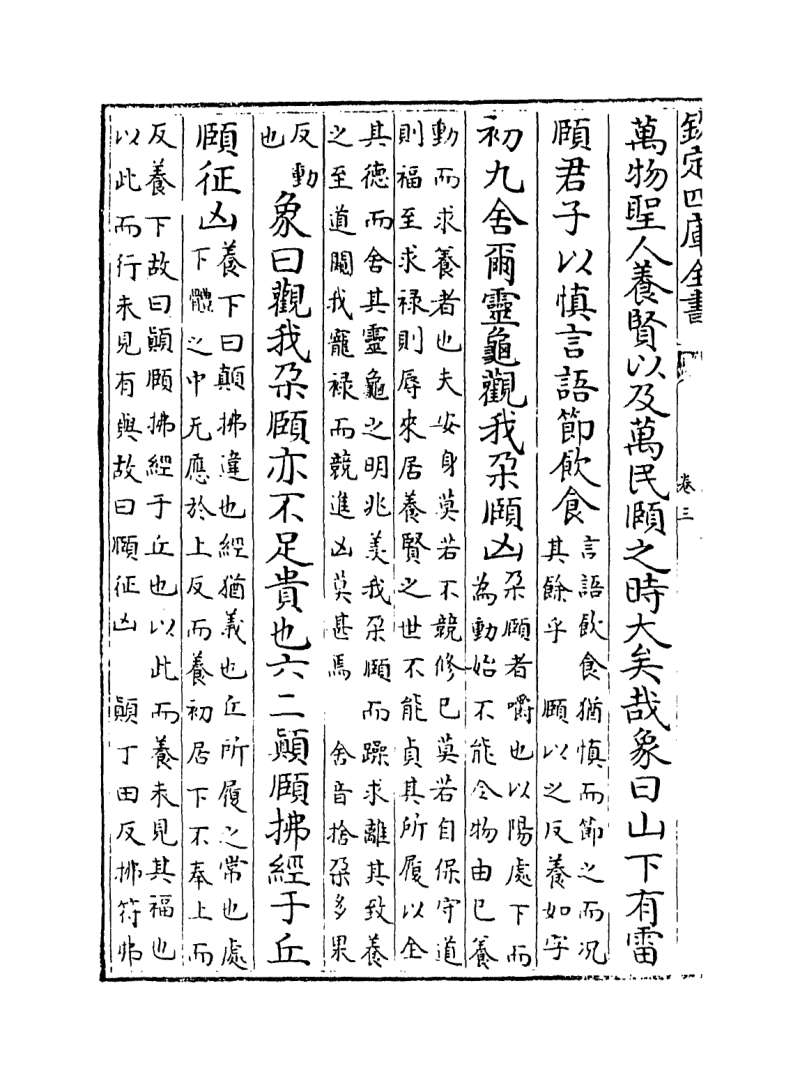 欽定四庫全書
卷三
萬物聖人養賢以及萬民頤之時大矣哉象曰山下有雷
頤君子以慎言語節飲食
言語飲食猶慎而節之而况
其餘乎 頤以之反養如字
初九舍爾靈龜觀我朶頤凶
朶頤者嚼也以陽處下而
為動始不能令物由已養
動而求養者也夫安身莫若不競修已莫若自保守道
則福至求禄則辱來居養賢之世不能貞其所履以全
其德而舍其靈龜之明兆羨我朶頤而躁求離其致養
之至道闚我寵禄而競進凶莫甚焉 舍音捨朶多果
反動
也
象曰觀我朶頤亦不足貴也六二顚頤拂經于丘
頤征凶
養下曰顛拂違也經猶義也丘所履之常也處
下體之中无應於上反而養初居下不奉上而
反養下故曰顚頤拂經于丘也以此而養未見其福也
以此而行未見有與故曰頤征凶 顚丁田反拂符弗